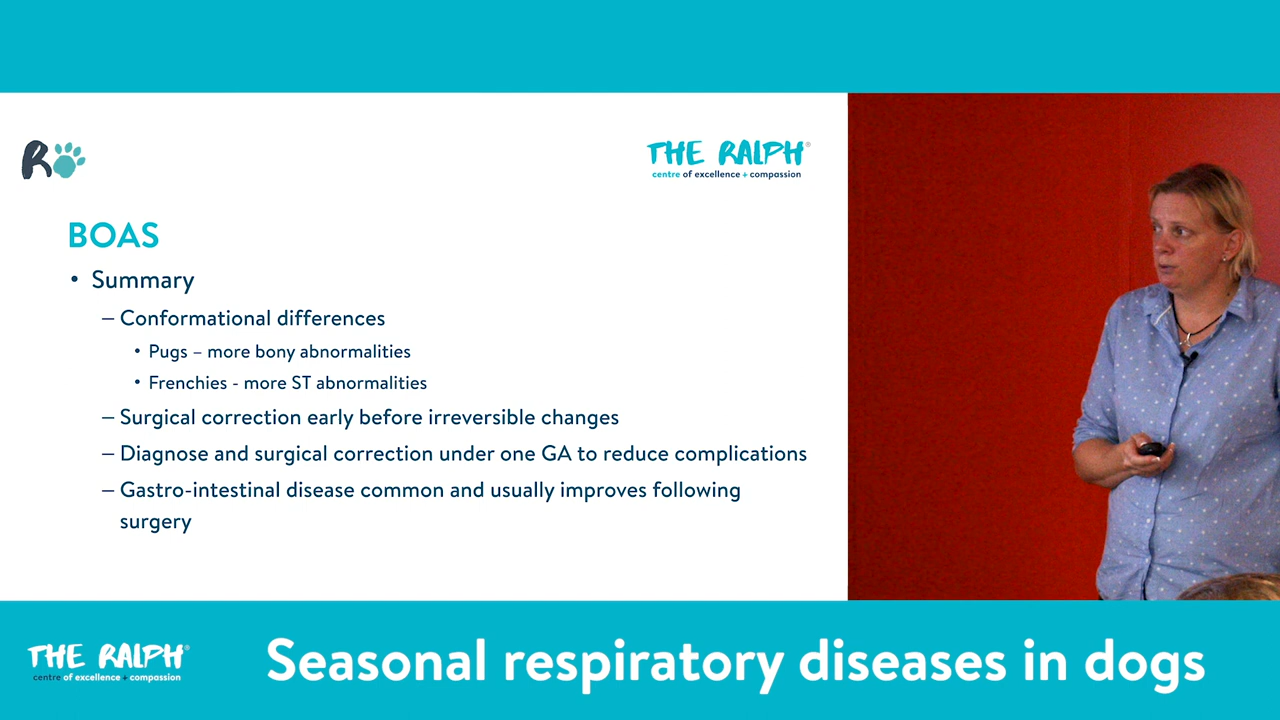 R
THE RALPH®
centre of excellence + compassion
BOAS
• Summary
– Conformational differences
• Pugs – more bony abnormalities
• Frenchies - more ST abnormalities
– Surgical correction early before irreversible changes
– Diagnose and surgical correction under one GA to reduce complications
– Gastro-intestinal disease common and usually improves following
surgery
THE RALPH®
centre of excellence + compassion
Seasonal respiratory diseases in dogs